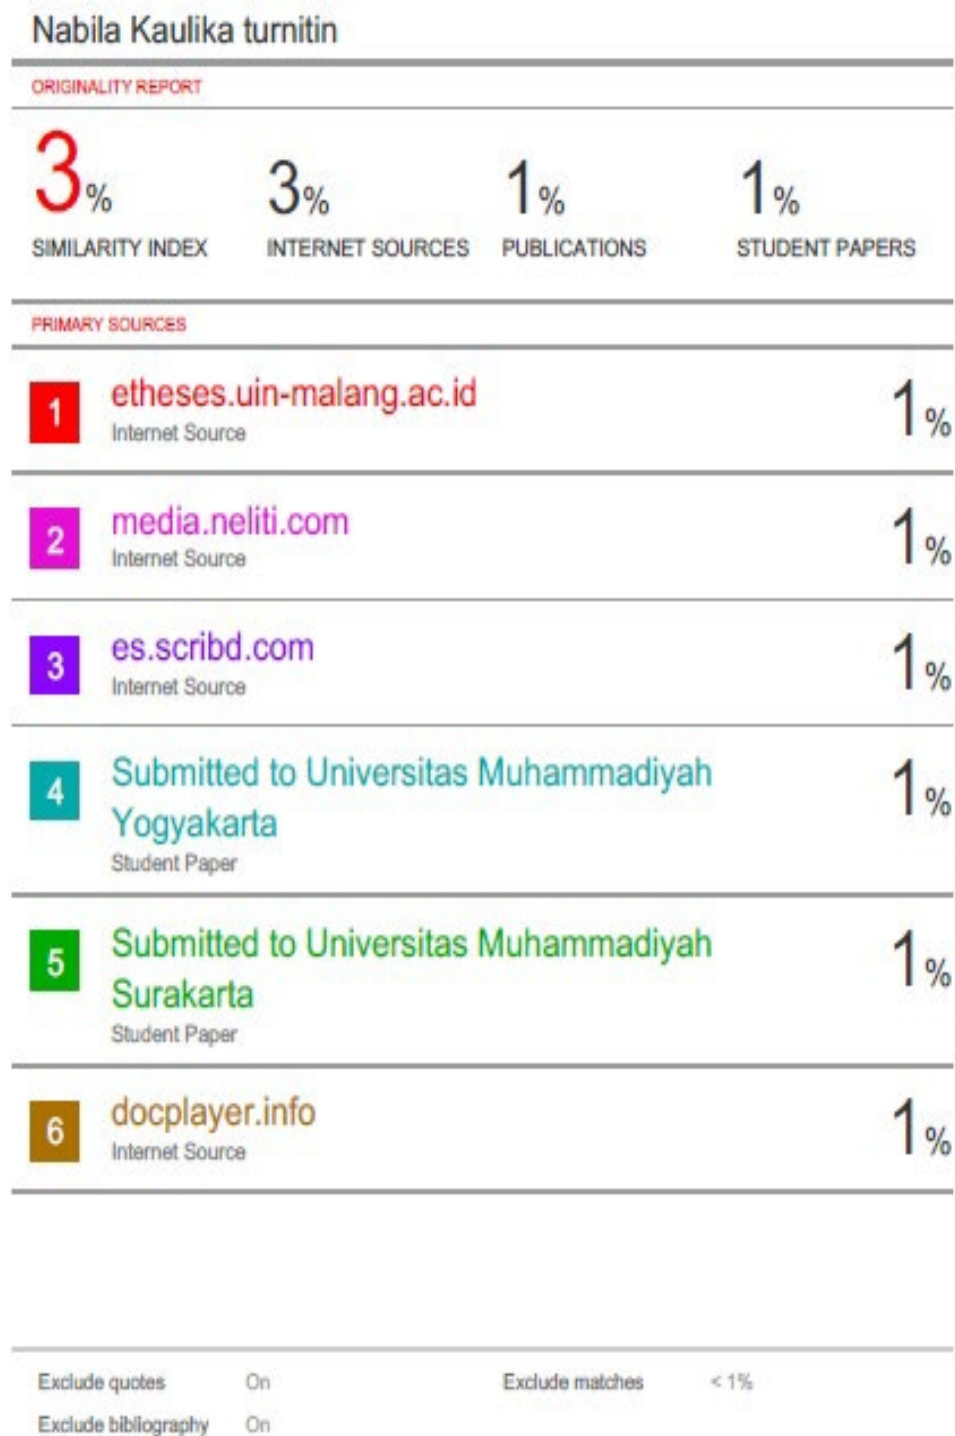 Nabila Kaulika turnitin
ORIGINALITY REPORT
3% 3% 1% 1%
SIMILARITY INDEX INTERNET SOURCES PUBLICATIONS STUDENT PAPERS
PRIMARY SOURCES
1 etheses.uin-malang.ac.id 1%
Internet Source
2 media.neliti.com 1%
Internet Source
3 es.scribd.com 1%
Internet Source
4 Submitted to Universitas Muhammadiyah 1%
Yogyakarta
Student Paper
5 Submitted to Universitas Muhammadiyah 1%
Surakarta
Student Paper
6 docplayer.info 1%
Internet Source
Exclude quotes On Exclude matches < 1%
Exclude bibliography On